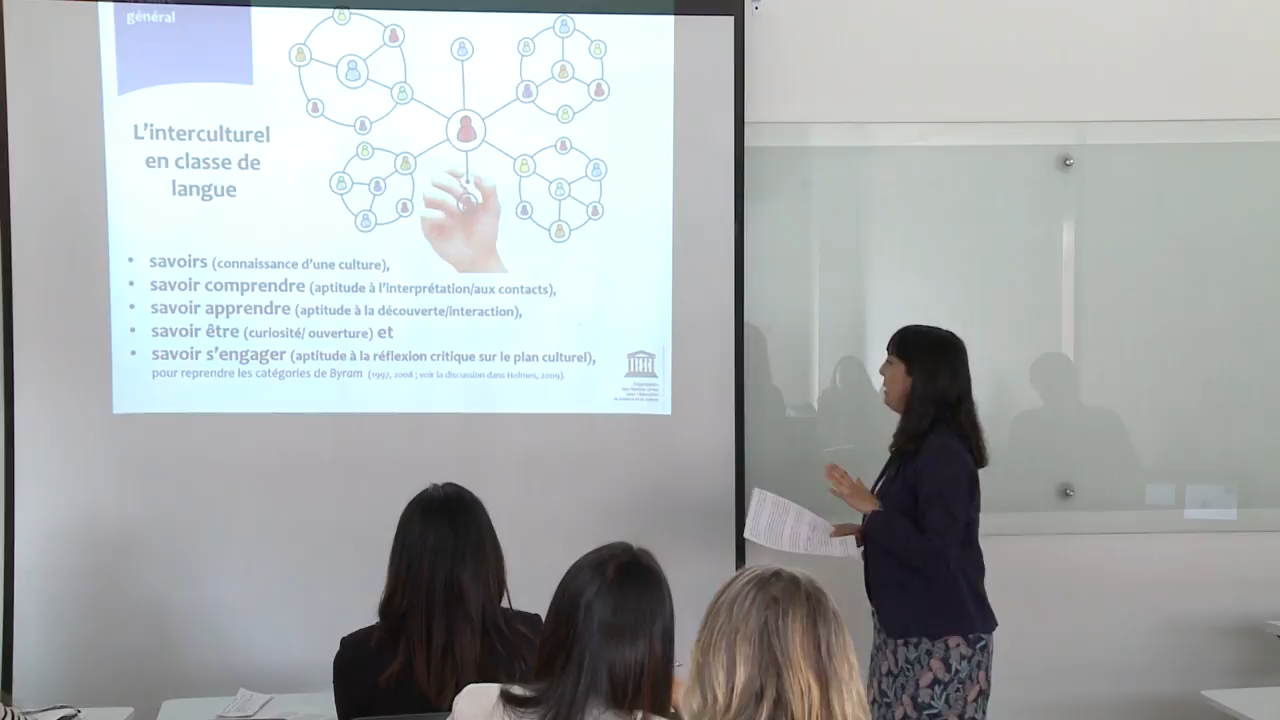 général
L'interculturel
en classe de
langue
• savoirs (connaissance d'une culture),
• savoir comprendre (aptitude à l'interprétation/aux contacts),
• savoir apprendre (aptitude à la découverte/interaction),
• savoir être (curiosité/ ouverture) et
• savoir s'engager (aptitude à la réflexion critique sur le plan culturel),
pour reprendre les catégories de Byram (1997, 2008 ; voir la discussion dans Holmes, 2009).